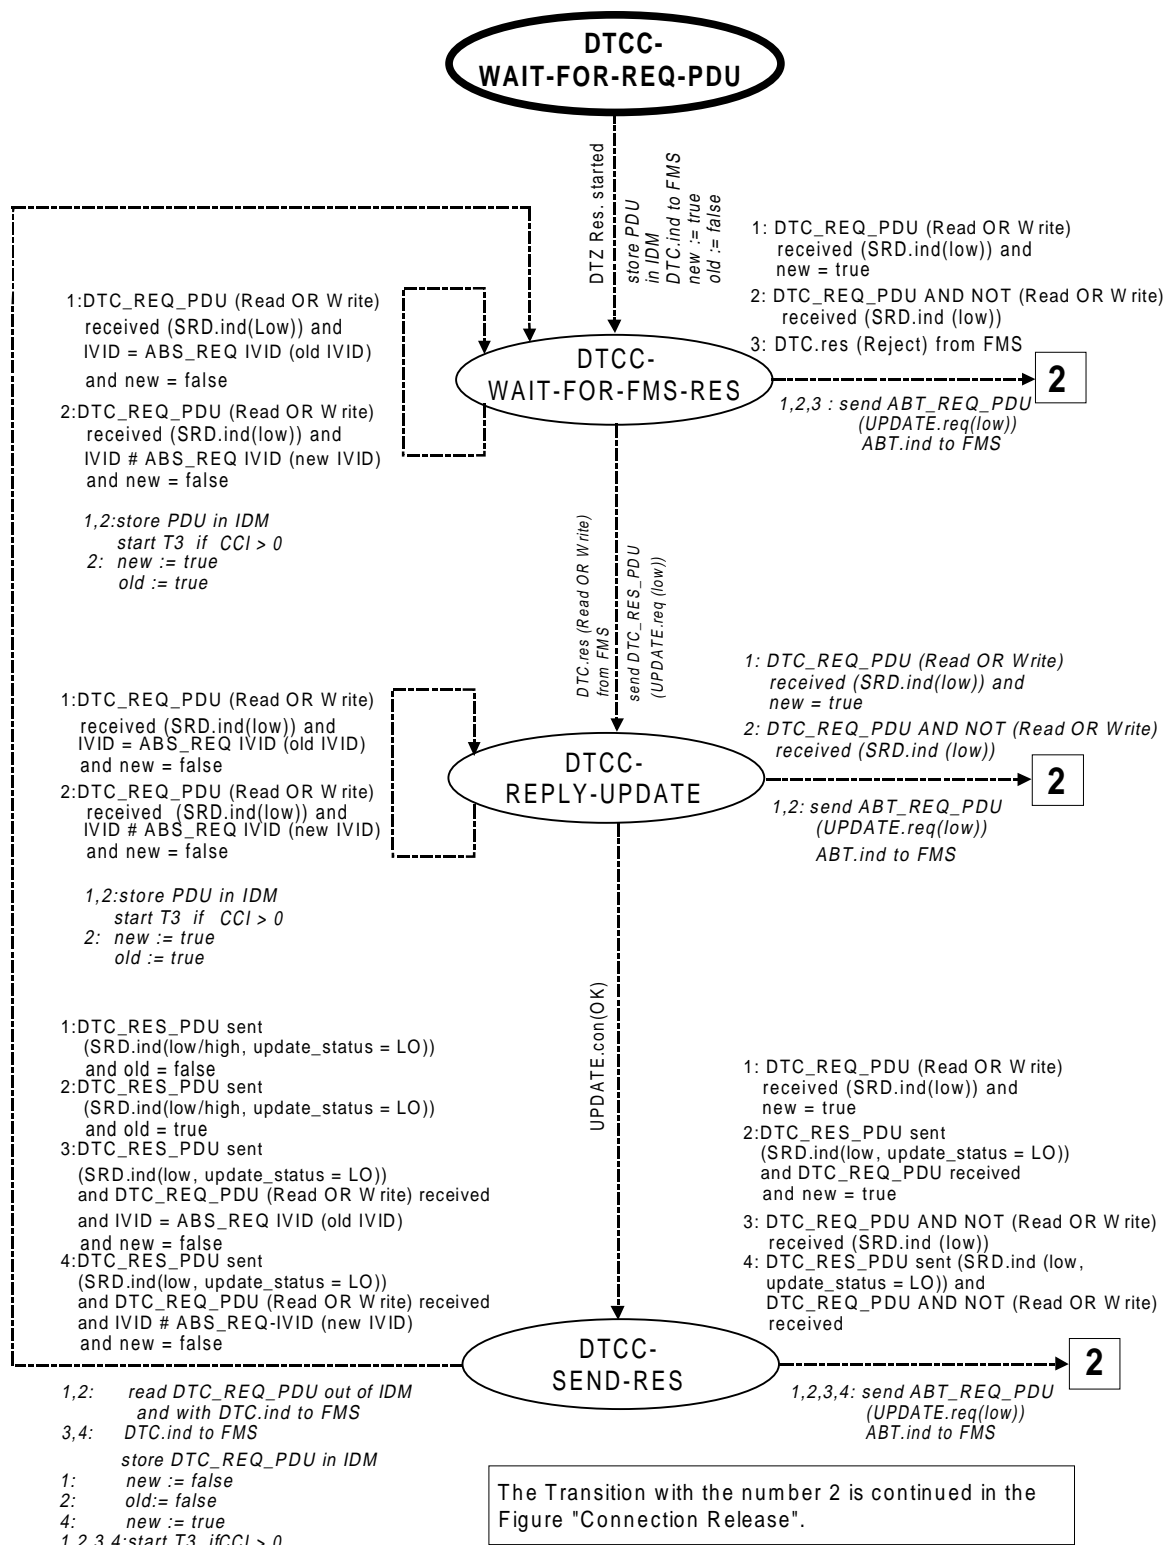 DTCC-
WAIT-FOR-REQ-PDU
DTZ Res. started
store PDU
in IDM
DTC.ind to FMS
new := true
old := false
1: DTC_REQ_PDU (Read OR Write)
received (SRD.ind(low)) and
new = true
2: DTC_REQ_PDU AND NOT (Read OR Write)
received (SRD.ind (low))
3: DTC.res (Reject) from FMS
1:DTC_REQ_PDU (Read OR Write)
received (SRD.ind(Low)) and
IVID = ABS_REQ IVID (old IVID)
and new = false
2:DTC_REQ_PDU (Read OR Write)
received (SRD.ind(low)) and
IVID # ABS_REQ IVID (new IVID)
and new = false
1,2:store PDU in IDM
start T3 if CCI > 0
2: new := true
old := true
DTCC-
WAIT-FOR-FMS-RES
2
1,2,3 : send ABT_REQ_PDU
(UPDATE.req(low))
ABT.ind to FMS
DTC.res (Read OR Write)
from FMS
send DTC_RES_PDU
(UPDATE.req (low))
1: DTC_REQ_PDU (Read OR Write)
received (SRD.ind(low)) and
new = true
2: DTC_REQ_PDU AND NOT (Read OR Write)
received (SRD.ind (low))
1:DTC_REQ_PDU (Read OR Write)
received (SRD.ind(low)) and
IVID = ABS_REQ IVID (old IVID)
and new = false
2:DTC_REQ_PDU (Read OR Write)
received (SRD.ind(low)) and
IVID # ABS_REQ IVID (new IVID)
and new = false
1,2:store PDU in IDM
start T3 if CCI > 0
2: new := true
old := true
DTCC-
REPLY-UPDATE
2
1,2: send ABT_REQ_PDU
(UPDATE.req(low))
ABT.ind to FMS
UPDATE.con(OK)
1:DTC_RES_PDU sent
(SRD.ind(low/high, update_status = LO))
and old = false
2:DTC_RES_PDU sent
(SRD.ind(low/high, update_status = LO))
and old = true
3:DTC_RES_PDU sent
(SRD.ind(low, update_status = LO))
and DTC_REQ_PDU (Read OR Write) received
and IVID = ABS_REQ IVID (old IVID)
and new = false
4:DTC_RES_PDU sent
(SRD.ind(low, update_status = LO))
and DTC_REQ_PDU (Read OR Write) received
and IVID # ABS_REQ-IVID (new IVID)
and new = false
1: DTC_REQ_PDU (Read OR Write)
received (SRD.ind(low)) and
new = true
2:DTC_RES_PDU sent
(SRD.ind(low, update_status = LO))
and DTC_REQ_PDU received
and new = true
3: DTC_REQ_PDU AND NOT (Read OR Write)
received (SRD.ind (low))
4: DTC_RES_PDU sent (SRD.ind (low,
update_status = LO)) and
DTC_REQ_PDU AND NOT (Read OR Write)
received
DTCC-
SEND-RES
2
1,2,3,4: send ABT_REQ_PDU
(UPDATE.req(low))
ABT.ind to FMS
1,2: read DTC_REQ_PDU out of IDM
and with DTC.ind to FMS
3,4: DTC.ind to FMS
store DTC_REQ_PDU in IDM
1: new := false
2: old:= false
4: new := true
1,2,3,4:start T3 ifCCI > 0
The Transition with the number 2 is continued in the
Figure "Connection Release".